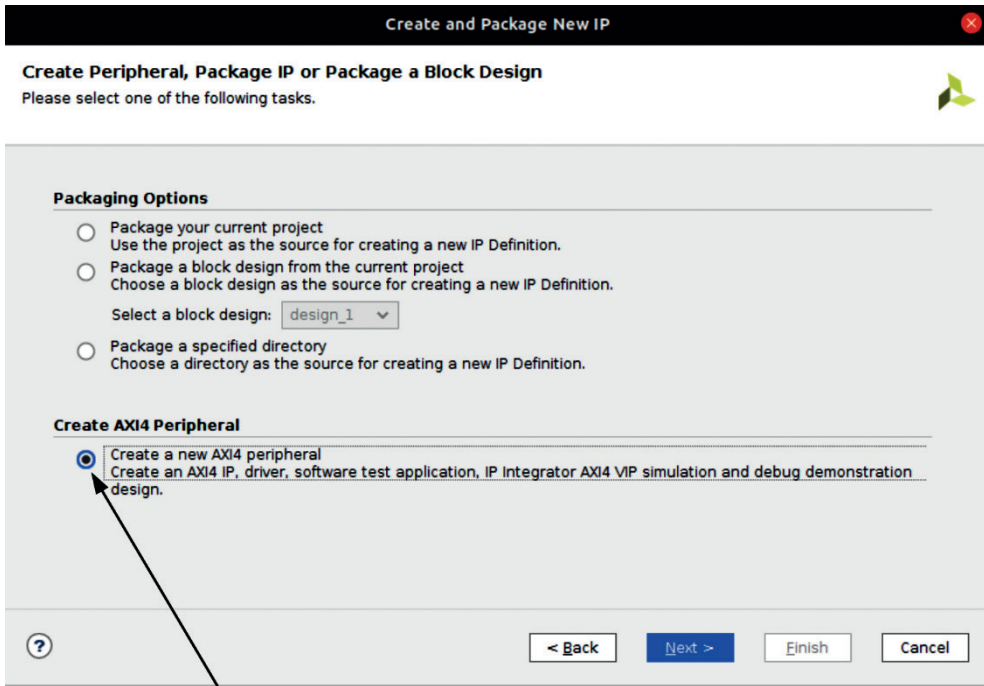 Create and Package New IP
Create Peripheral, Package IP or Package a Block Design
Please select one of the following tasks.
Packaging Options
Package your current project
Use the project as the source for creating a new IP Definition.
Package a block design from the current project
Choose a block design as the source for creating a new IP Definition.
Select a block design: design_1
Package a specified directory
Choose a directory as the source for creating a new IP Definition.
Create AXI4 Peripheral
Create a new AXI4 peripheral
Create an AXI4 IP, driver, software test application, IP Integrator AXI4 VIP simulation and debug demonstration
design.
? < Back Next > Finish Cancel